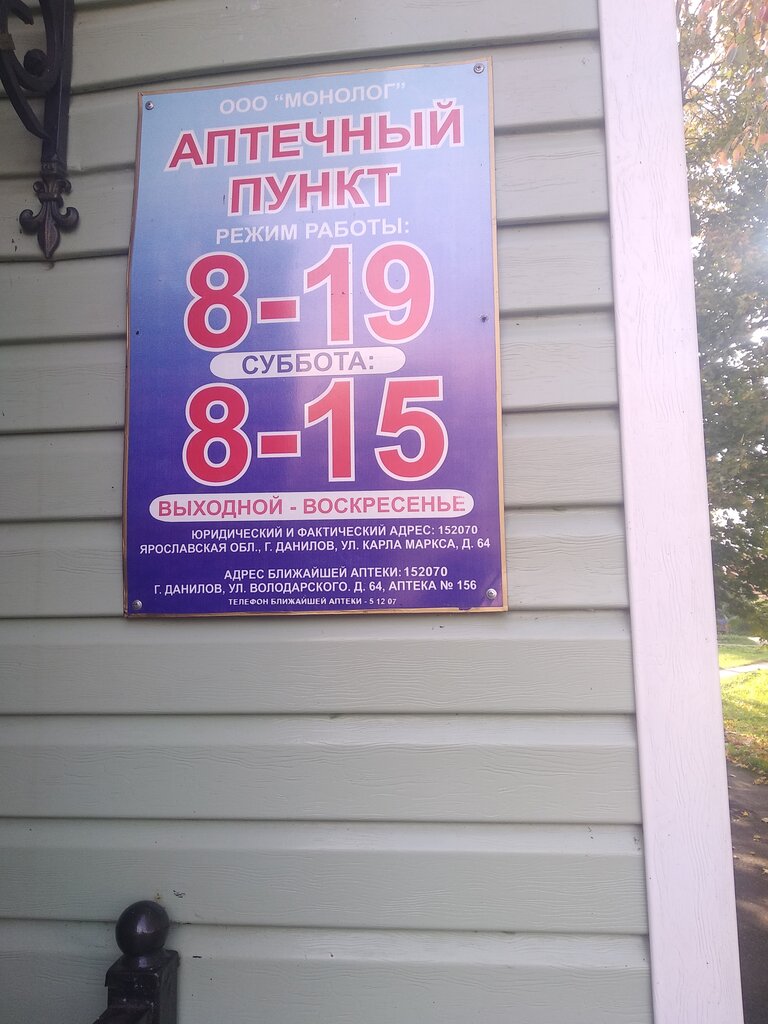 ООО "МОНОЛОГ"
АПТЕЧНЫЙ
ПУНКТ
РЕЖИМ РАБОТЫ:
8-19
СУББОТА:
8-15
ВЫХОДНОЙ - ВОСКРЕСЕНЬЕ
ЮРИДИЧЕСКИЙ И ФАКТИЧЕСКИЙ АДРЕС: 152070
ЯРОСЛАВСКАЯ ОБЛ., Г. ДАНИЛОВ, УЛ. КАРЛА МАРКСА, Д. 64
АДРЕС БЛИЖАЙШЕЙ АПТЕКИ: 152070
Г. ДАНИЛОВ, УЛ. ВОЛОДАРСКОГО. Д. 64, АПТЕКА № 156
ТЕЛЕФОН БЛИЖАЙШЕЙ АПТЕКИ - 5 12 07